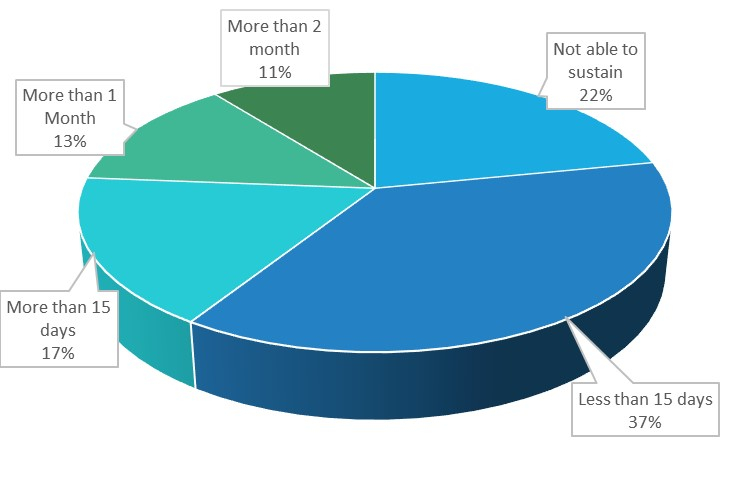 More than 2
month
11%
Not able to
sustain
22%
More than 1
Month
13%
More than 15
days
17%
Less than 15 days
37%